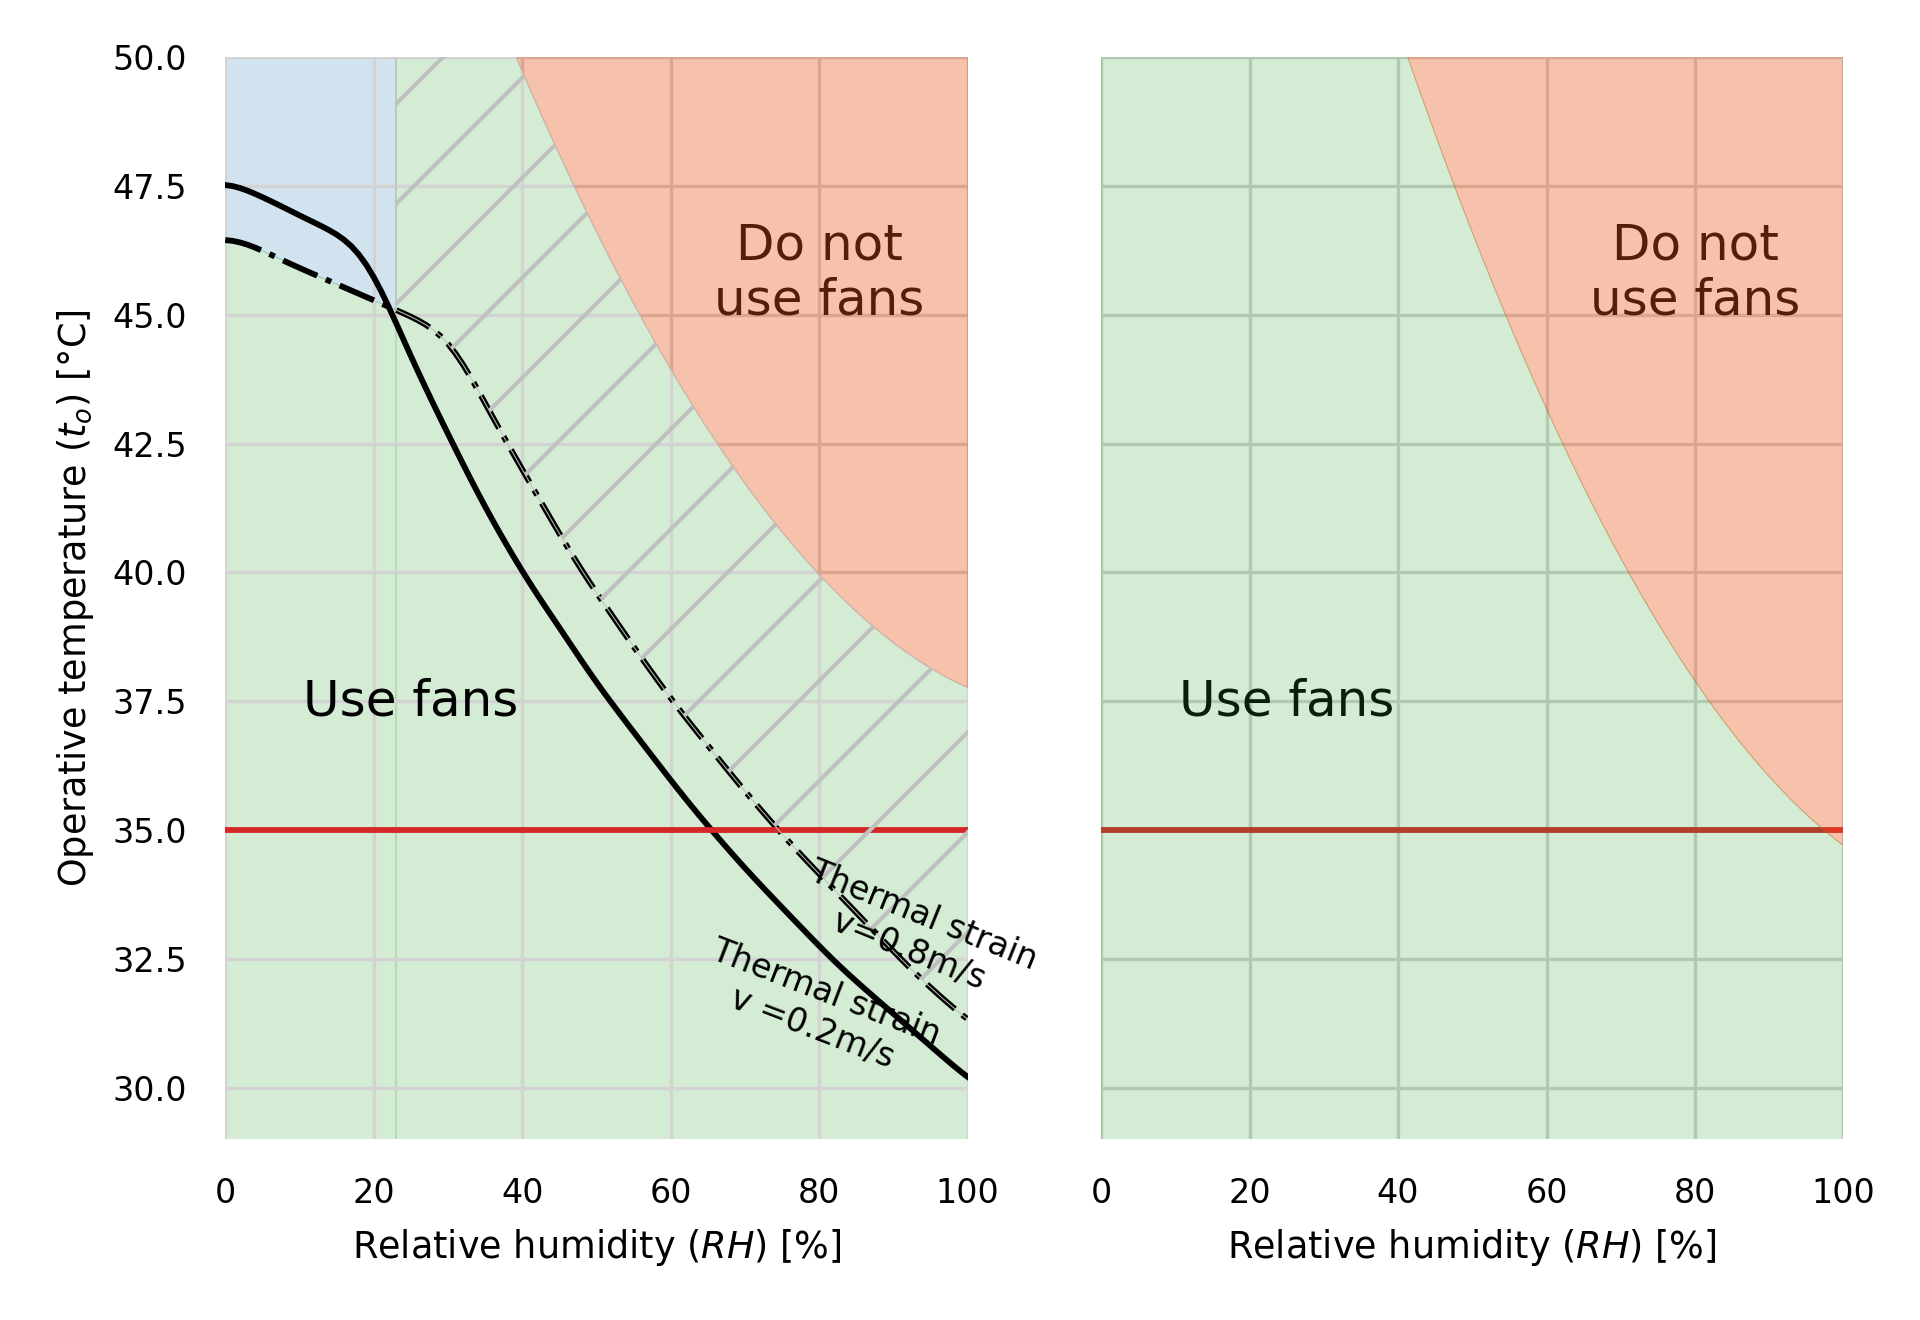 50.0
47.5
45.0
42.5
40.0
37.5
35.0
32.5
30.0
Operative temperature (tₒ) [°C]
Do not
use fans
Use fans
Thermal strain
v=0.8m/s
Thermal strain
v =0.2m/s
0 20 40 60 80 100
Relative humidity (RH) [%]
Do not
use fans
Use fans
0 20 40 60 80 100
Relative humidity (RH) [%]